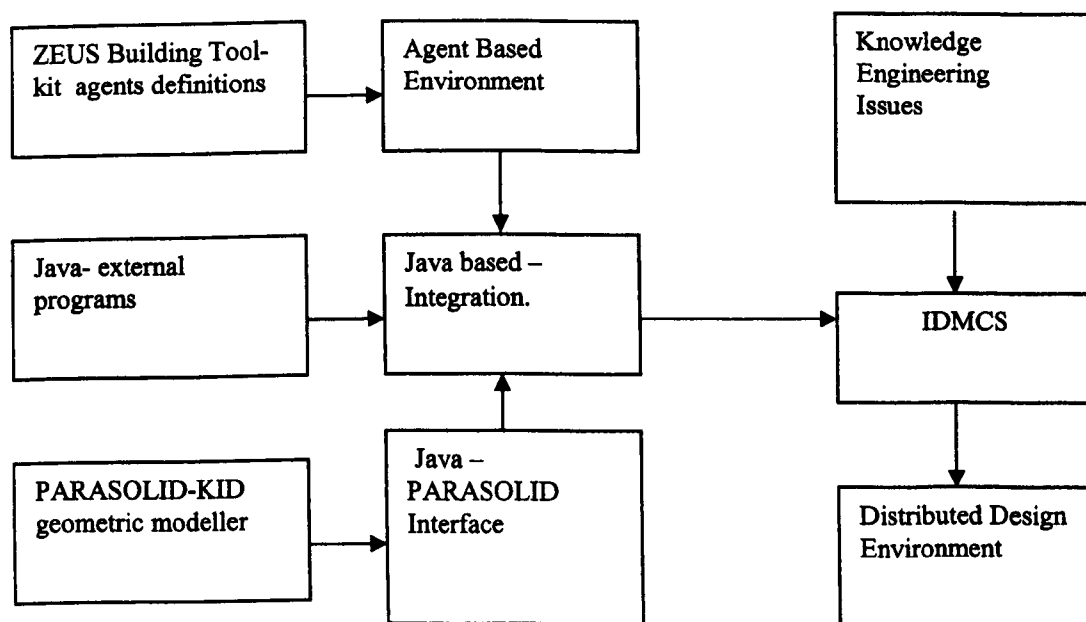 ZEUS Building Tool-
kit agents definitions
Agent Based
Environment
Knowledge
Engineering
Issues
Java- external
programs
Java based –
Integration.
IDMCS
PARASOLID-KID
geometric modeller
Java –
PARASOLID
Interface
Distributed Design
Environment